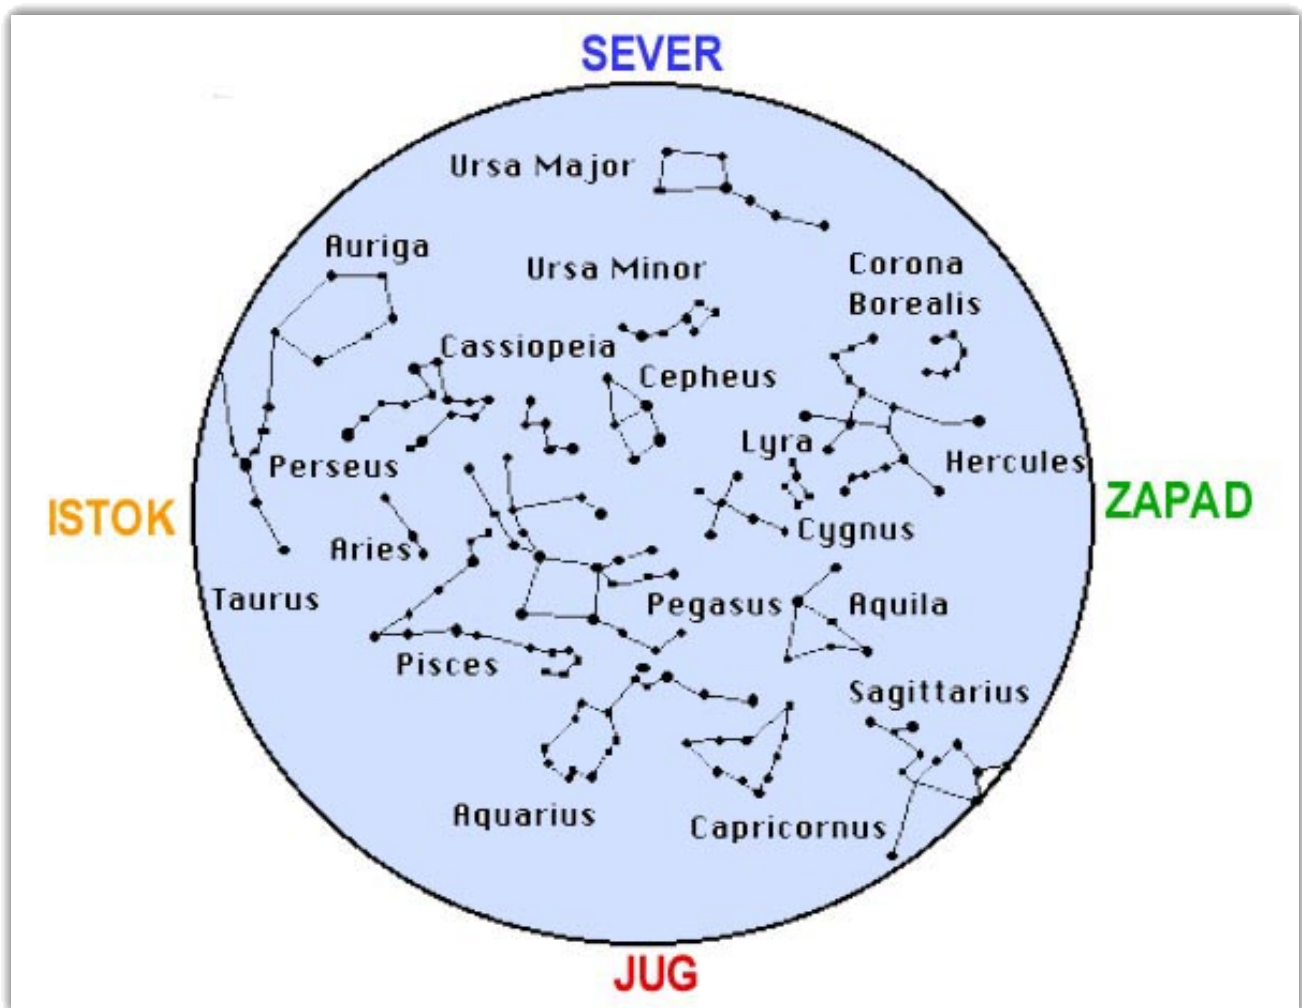 SEVER
Ursa Major
Auriga
Ursa Minor
Corona
Borealis
Cassiopeia
Cepheus
Lyra
Perseus
Hercules
ISTOK
ZAPAD
Aries
Cygnus
Taurus
Pegasus
Aquila
Pisces
Sagittarius
Aquarius
Capricornus
JUG